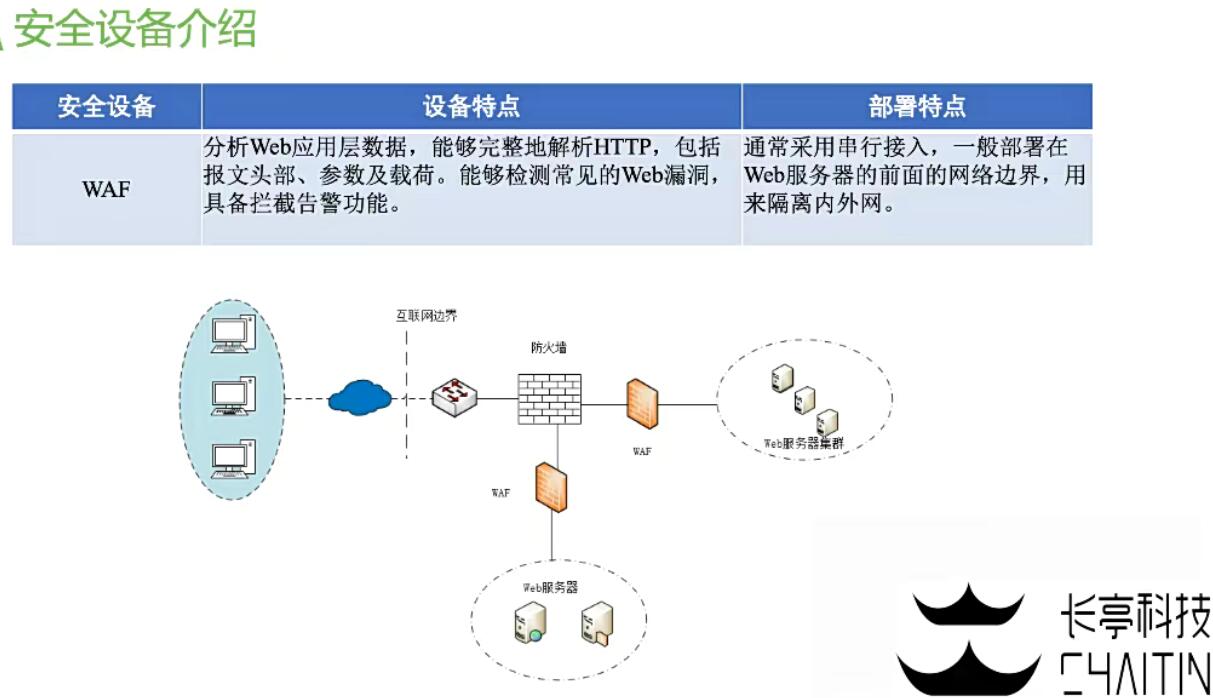 安全设备介绍
安全设备
设备特点
部署特点
WAF
分析Web应用层数据，能够完整地解析HTTP，包括
报文头部、参数及载荷。能够检测常见的Web漏洞，
具备拦截告警功能。
通常采用串行接入，一般部署在
Web服务器的前面的网络边界，用
来隔离内外网。
互联网边界
防火墙
WAF
Web服务器集群
WAF
Web服务器
长亭科技
CHAITIN